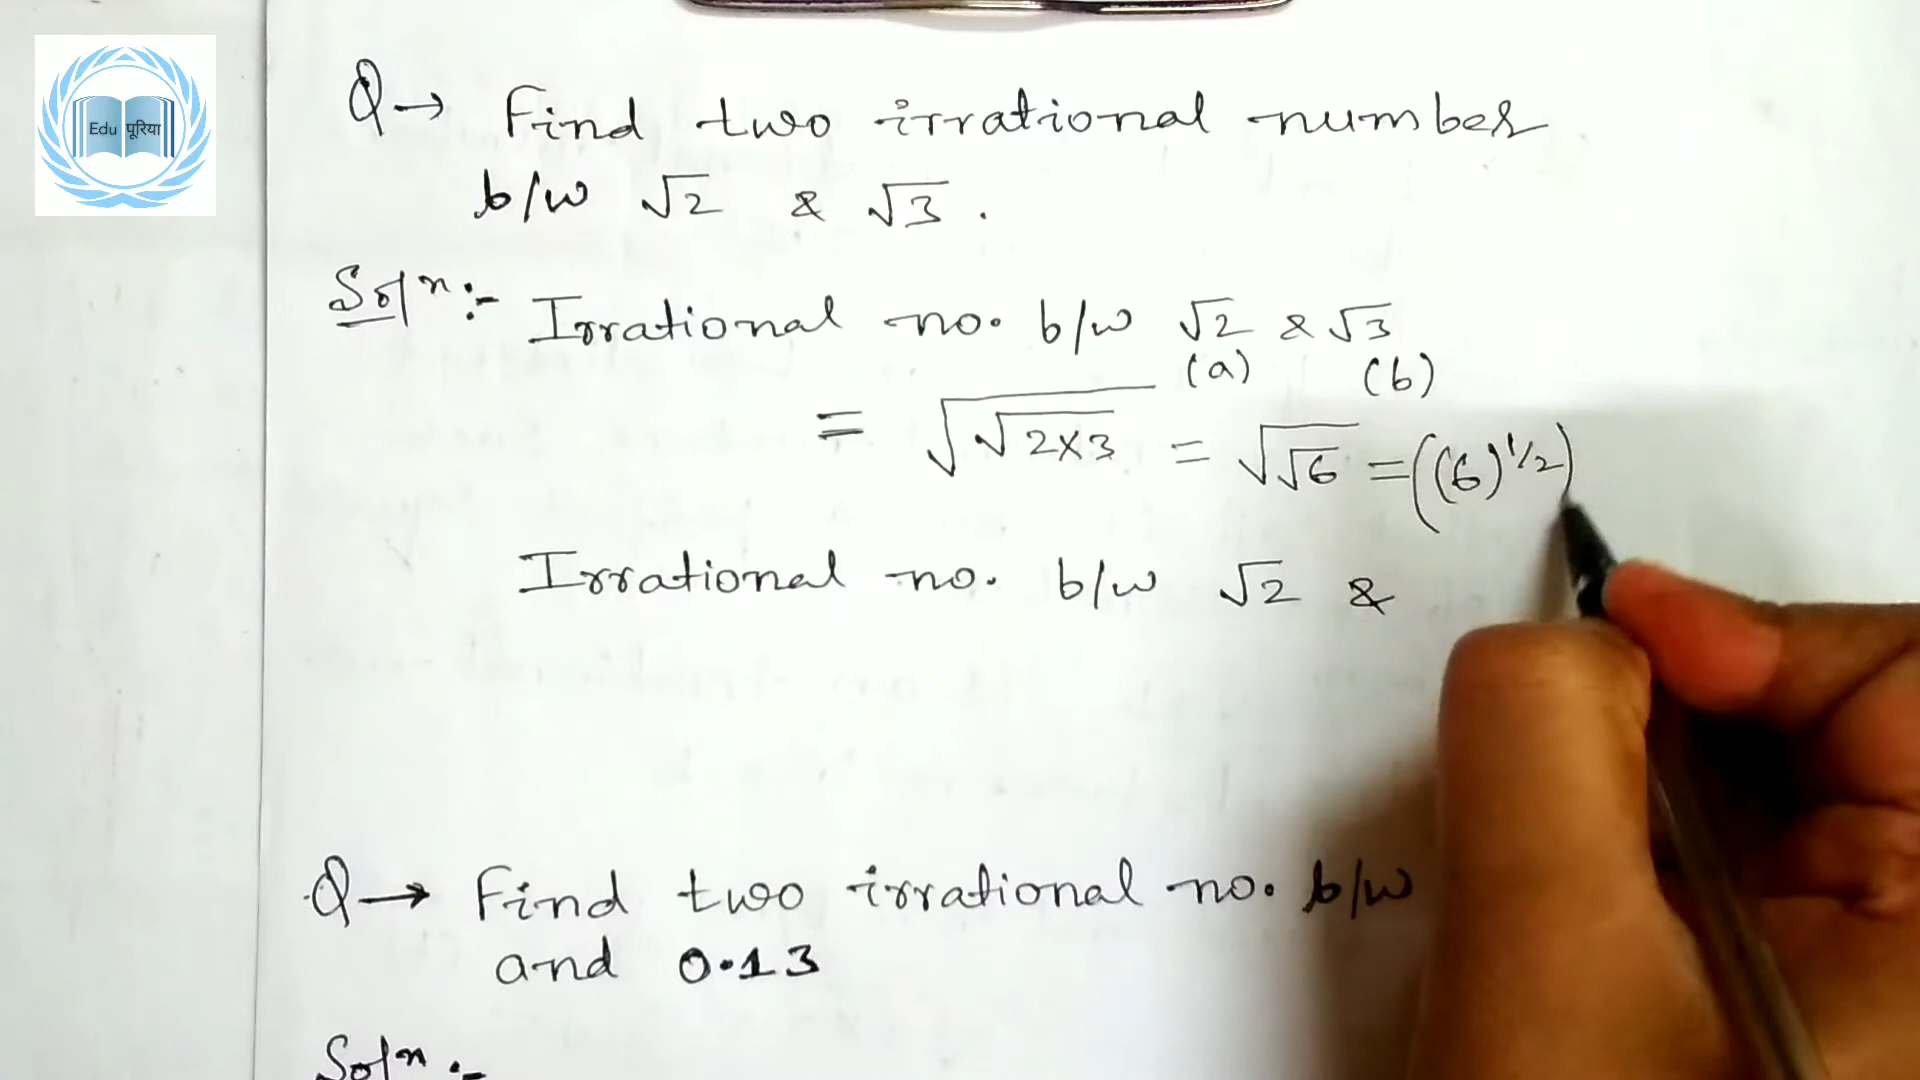 Edu पूरिया
Q → Find two irrational number
b/w √2 & √3 .
Solⁿ :- Irrational no. b/w √2 & √3
(a) (b)
= √√2×3 = √√6 = ((6)^1/2)
Irrational no. b/w √2 &
Q → Find two irrational no. b/w
and 0.13
Solⁿ :-